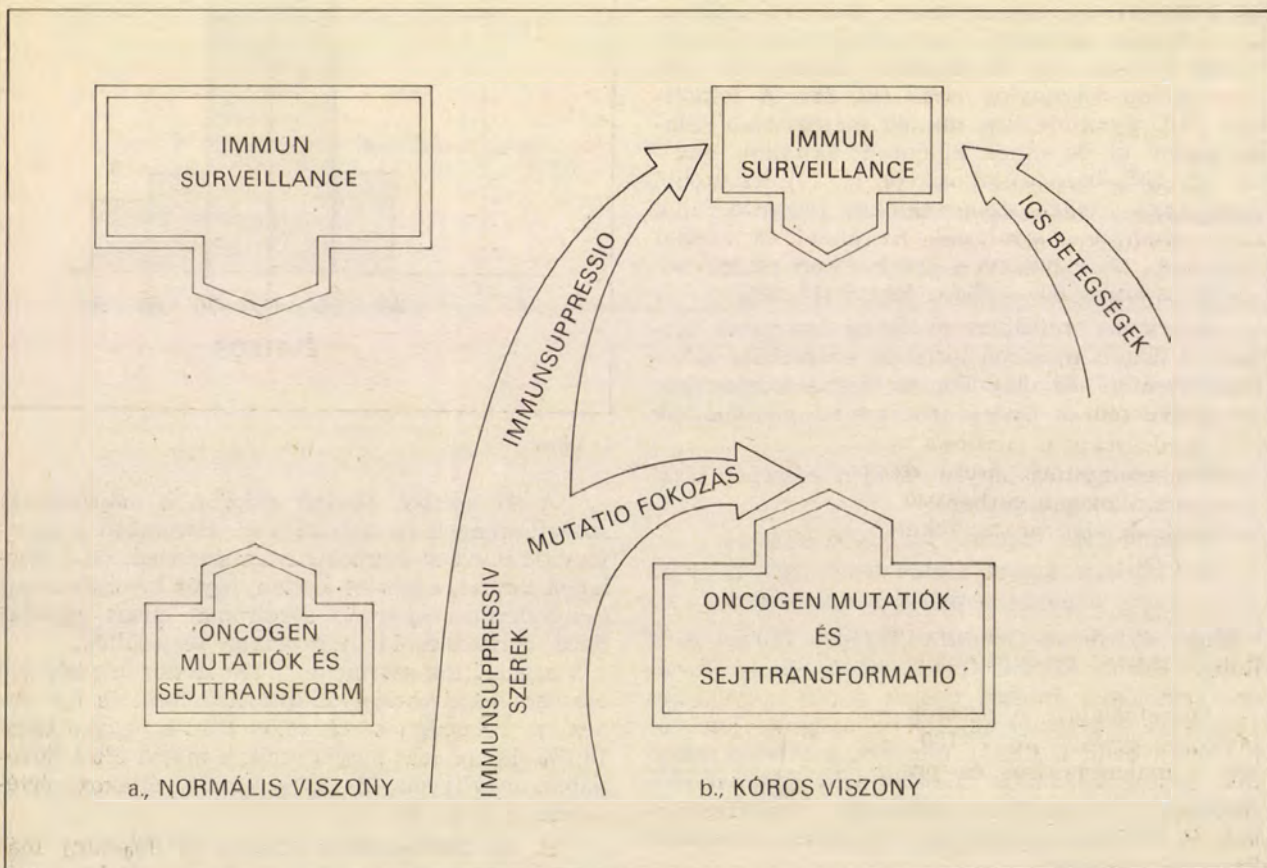 IMMUN
SURVEILLANCE
ONCOGEN
MUTATIÓK ÉS
SEJTTRANSFORM
a., NORMÁLIS VISZONY
IMMUNSUPPRESSIV
SZEREK
IMMUNSUPPRESSIO
MUTATIO FOKOZÁS
IMMUN
SURVEILLANCE
ICS BETEGSÉGEK
ONCOGEN MUTATIÓK
ÉS
SEJTTRANSFORMATIO
b., KÓROS VISZONY